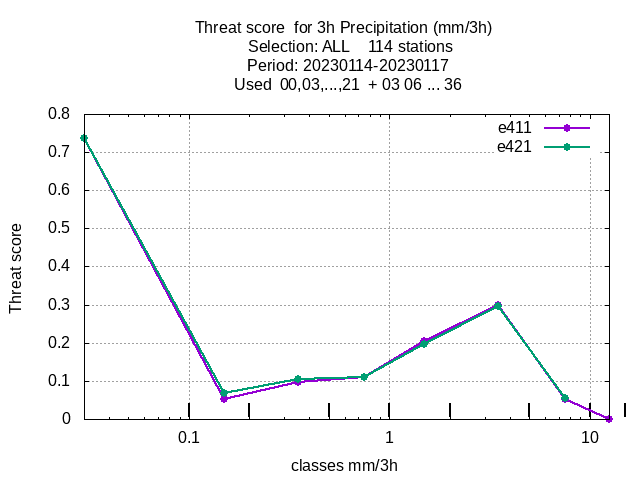 Threat score  for 3h Precipitation (mm/3h)
Selection: ALL    114 stations
Period: 20230114-20230117
Used  00,03,...,21  + 03 06 ... 36
e411
e421
0.8
0.7
0.6
0.5
0.4
0.3
0.2
0.1
0
Threat score
0.1 1 10
classes mm/3h